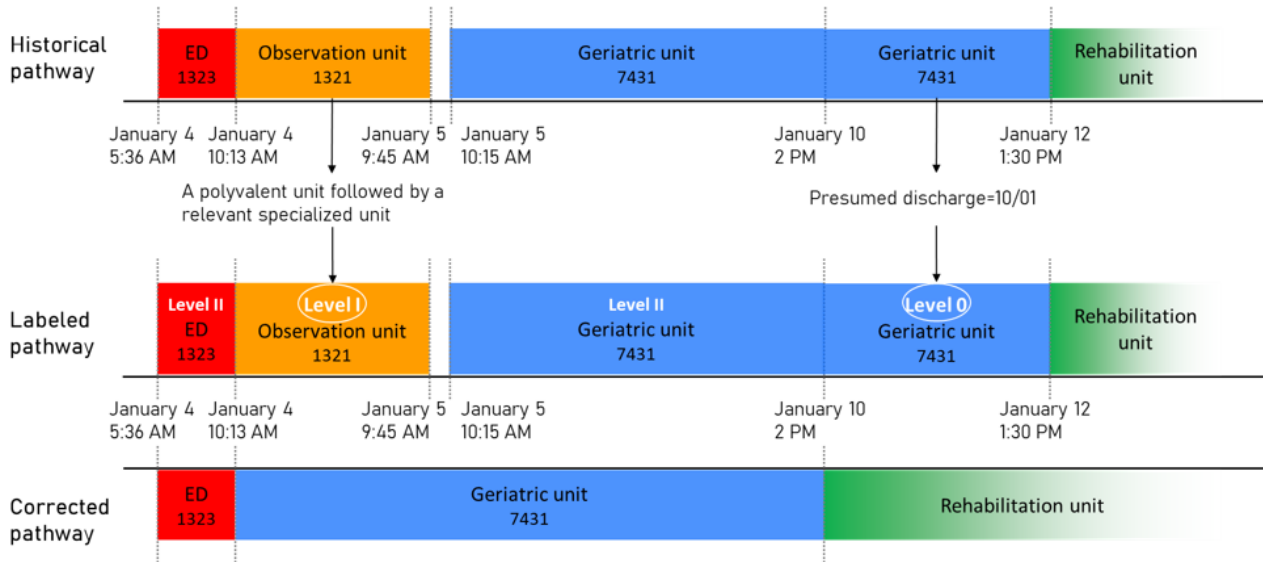 Historical
pathway
ED
1323
Observation unit
1321
Geriatric unit
7431
Geriatric unit
7431
Rehabilitation
unit
January 4
5:36 AM
January 4
10:13 AM
January 5
9:45 AM
January 5
10:15 AM
January 10
2 PM
January 12
1:30 PM
A polyvalent unit followed by a
relevant specialized unit
Presumed discharge=10/01
Labeled
pathway
Level II
ED
1323
Level I
Observation unit
1321
Level II
Geriatric unit
7431
Level 0
Geriatric unit
7431
Rehabilitation
unit
January 4
5:36 AM
January 4
10:13 AM
January 5
9:45 AM
January 5
10:15 AM
January 10
2 PM
January 12
1:30 PM
Corrected
pathway
ED
1323
Geriatric unit
7431
Rehabilitation unit